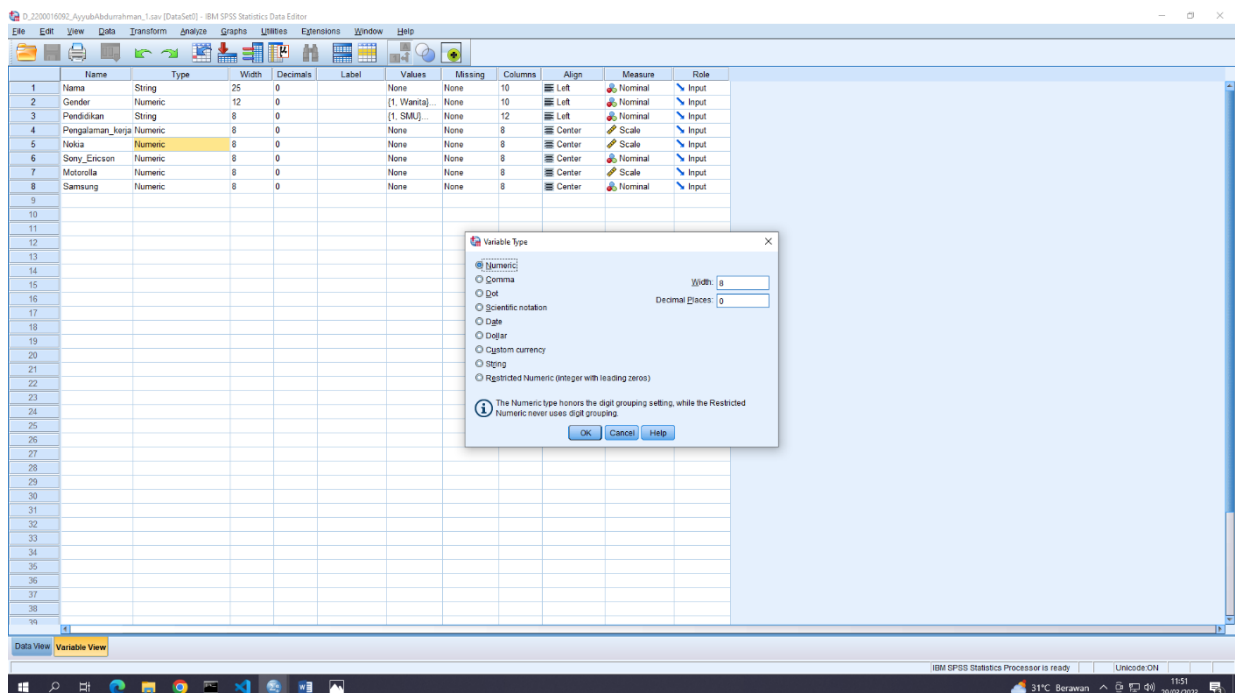 D_2200016092_AyyubAbdurrahman_1.sav [DataSet0] - IBM SPSS Statistics Data Editor
File Edit View Data Transform Analyze Graphs Utilities Extensions Window Help
Name Type Width Decimals Label Values Missing Columns Align Measure Role
1 Nama String 25 0 None None 10 Left Nominal Input
2 Gender Numeric 12 0 {1, Wanita}... None 10 Left Nominal Input
3 Pendidikan String 8 0 {1, SMU}... None 12 Left Nominal Input
4 Pengalaman_kerja Numeric 8 0 None None 8 Center Scale Input
5 Nokia Numeric 8 0 None None 8 Center Scale Input
6 Sony_Ericson Numeric 8 0 None None 8 Center Nominal Input
7 Motorolla Numeric 8 0 None None 8 Center Scale Input
8 Samsung Numeric 8 0 None None 8 Center Nominal Input
9
10
11
12
13
14
15
16
17
18
19
20
21
22
23
24
25
26
27
28
29
30
31
32
33
34
35
36
37
38
39
Variable Type
Numeric
Comma
Width: 8
Dot
Decimal Places: 0
Scientific notation
Date
Dollar
Custom currency
String
Restricted Numeric (integer with leading zeros)
The Numeric type honors the digit grouping setting, while the Restricted
Numeric never uses digit grouping.
OK Cancel Help
Data View Variable View
IBM SPSS Statistics Processor is ready Unicode:ON
31°C Berawan 11:51